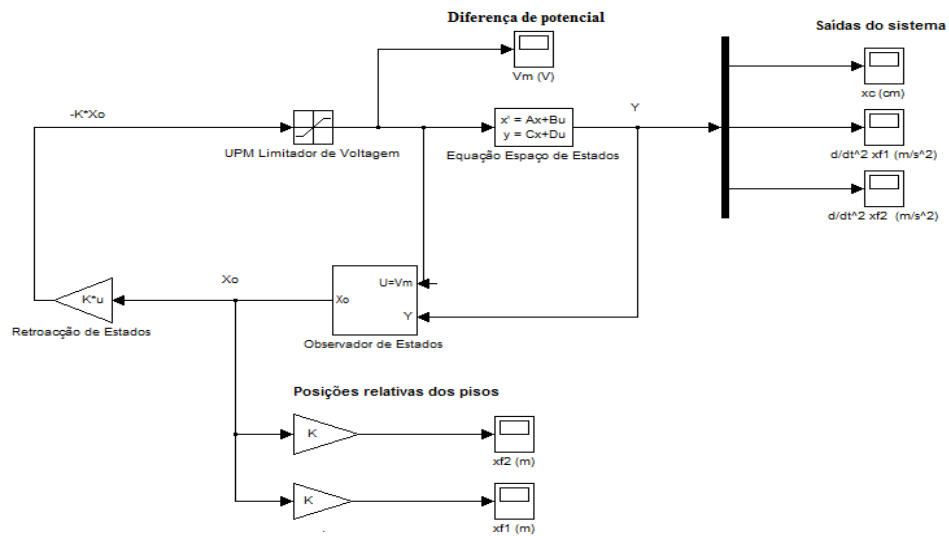 Diferença de potencial
Saídas do sistema
Vm (V)
xc (cm)
-K*Xo
Y
x' = Ax+Bu
y = Cx+Du
UPM Limitador de Voltagem
Equação Espaço de Estados
d/dt^2 xf1 (m/s^2)
d/dt^2 xf2 (m/s^2)
Xo
U=Vm
Xo
K*u
Y
Retroacção de Estados
Observador de Estados
Posições relativas dos pisos
K
xf2 (m)
K
xf1 (m)